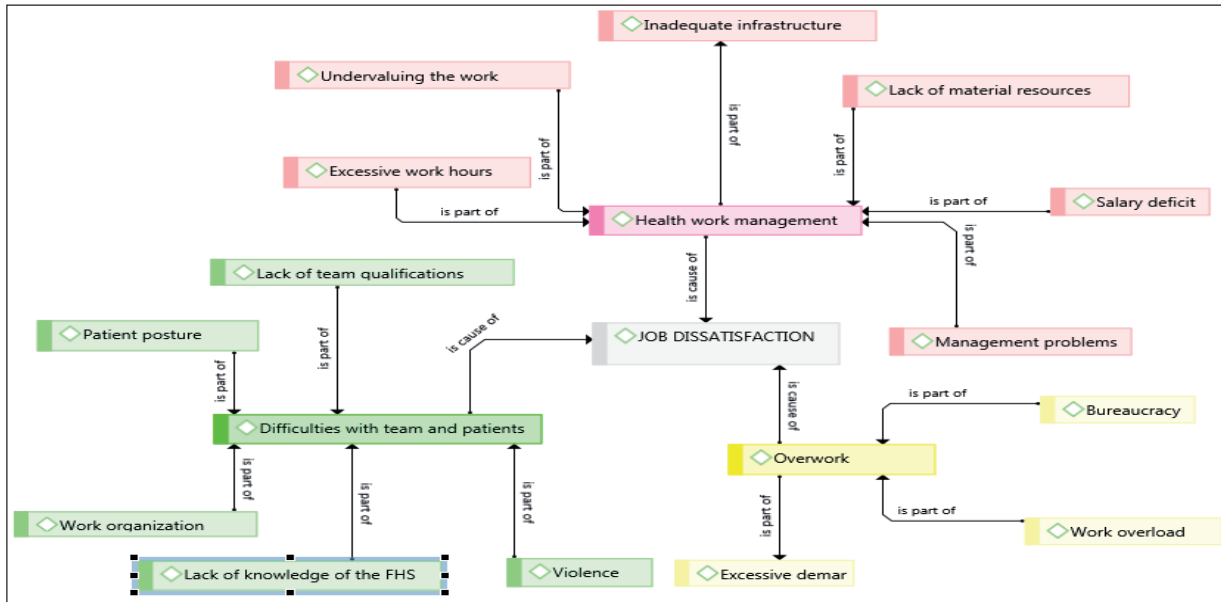 Inadequate infrastructure
Undervaluing the work
Lack of material resources
is part of
is part of
is part of
Excessive work hours
is part of
is part of
Salary deficit
Health work management
is part of
Lack of team qualifications
is cause of
Patient posture
is part of
is cause of
JOB DISSATISFACTION
Management problems
is part of
is cause of
is part of
Bureaucracy
Difficulties with team and patients
Overwork
is part of
is part of
is part of
is part of
is part of
Work organization
Work overload
Lack of knowledge of the FHS
Violence
Excessive demar